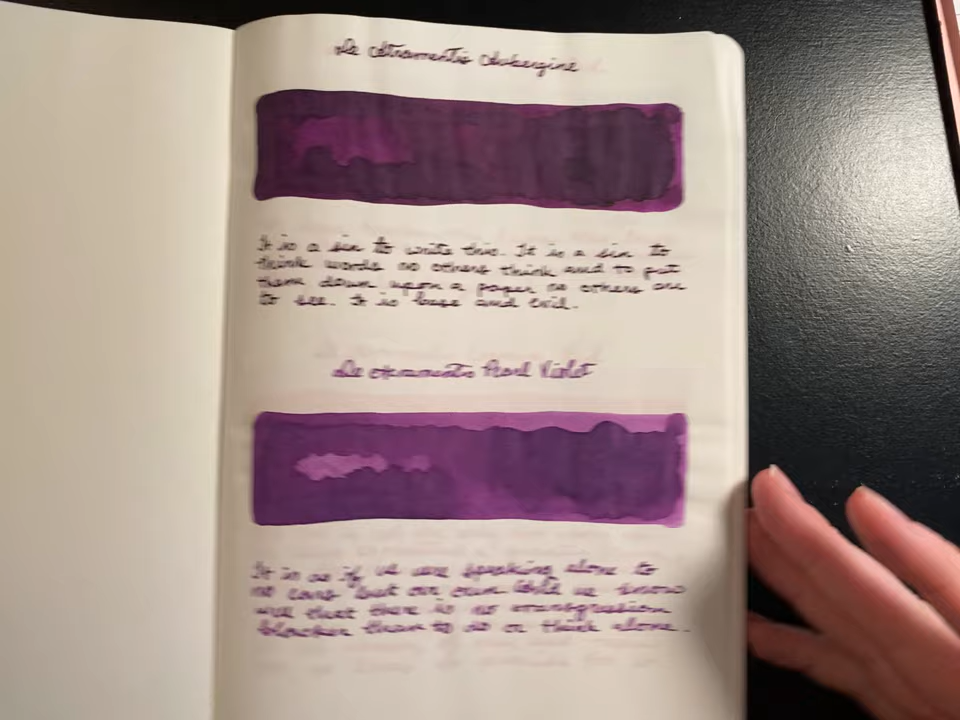 De Atramentis Aubergine
It is a sin to write this. It is a sin to
think words no others think and to put
them down upon a paper no others are
to see. It is base and evil.
De Atramentis Pearl Violet
It is as if we were speaking alone to
no ears but our own. And we know
well that there is no transgression
blacker than to do or think alone.